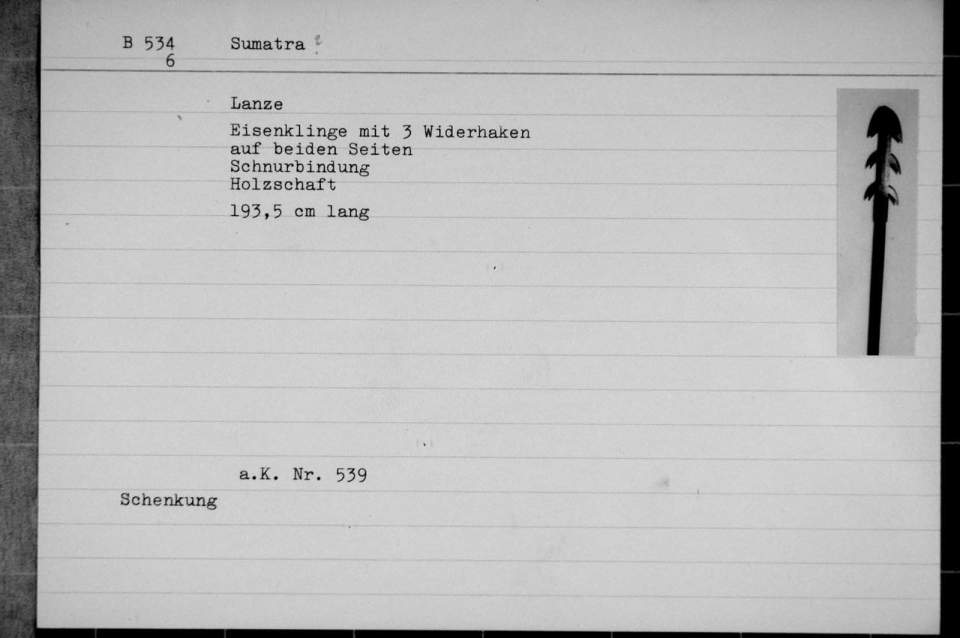 B 534 Sumatra ?
6
Lanze
Eisenklinge mit 3 Widerhaken
auf beiden Seiten
Schnurbindung
Holzschaft
193,5 cm lang
a.K. Nr. 539
Schenkung